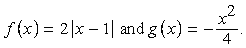 f(x) = 2|x − 1| and g(x) = −x²/4.